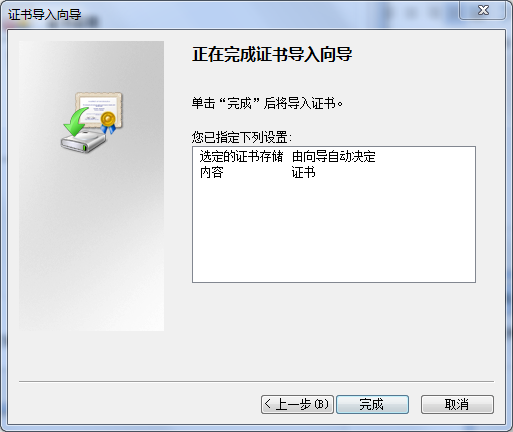 证书导入向导
正在完成证书导入向导
单击“完成”后将导入证书。
您已指定下列设置:
选定的证书存储 由向导自动决定
内容 证书
< 上一步(B)
完成
取消